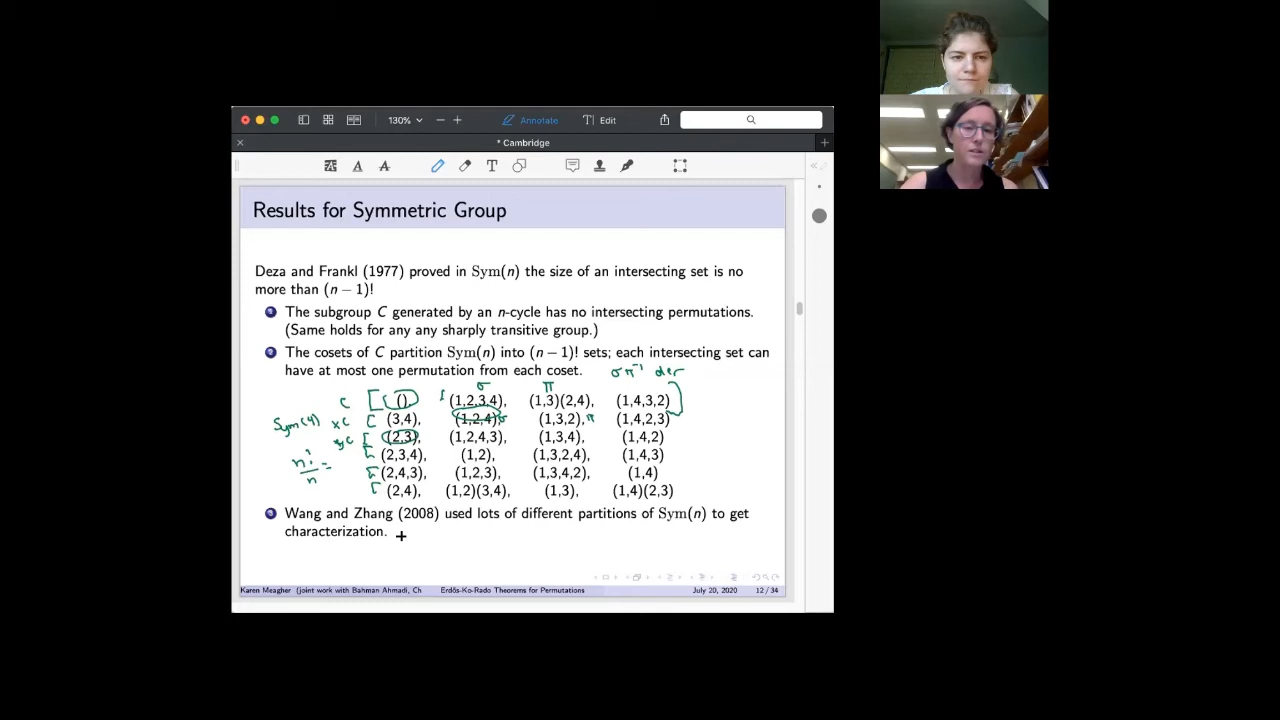 130%
Annotate
Edit
* Cambridge
Results for Symmetric Group
Deza and Frankl (1977) proved in Sym(n) the size of an intersecting set is no
more than (n − 1)!
1 The subgroup C generated by an n-cycle has no intersecting permutations.
(Same holds for any any sharply transitive group.)
2 The cosets of C partition Sym(n) into (n − 1)! sets; each intersecting set can
have at most one permutation from each coset.
σπ⁻¹ der
σ π
C [ (), (1,2,3,4), (1,3)(2,4), (1,4,3,2) ]
Sym(4) xC [ (3,4), (1,2,4), σ (1,3,2), π (1,4,2,3)
yC [ (2,3), (1,2,4,3), (1,3,4), (1,4,2)
n!/n = [ (2,3,4), (1,2), (1,3,2,4), (1,4,3)
[ (2,4,3), (1,2,3), (1,3,4,2), (1,4)
[ (2,4), (1,2)(3,4), (1,3), (1,4)(2,3)
3 Wang and Zhang (2008) used lots of different partitions of Sym(n) to get
characterization.
Karen Meagher (joint work with Bahman Ahmadi, Ch
Erdős-Ko-Rado Theorems for Permutations
July 20, 2020
12 / 34